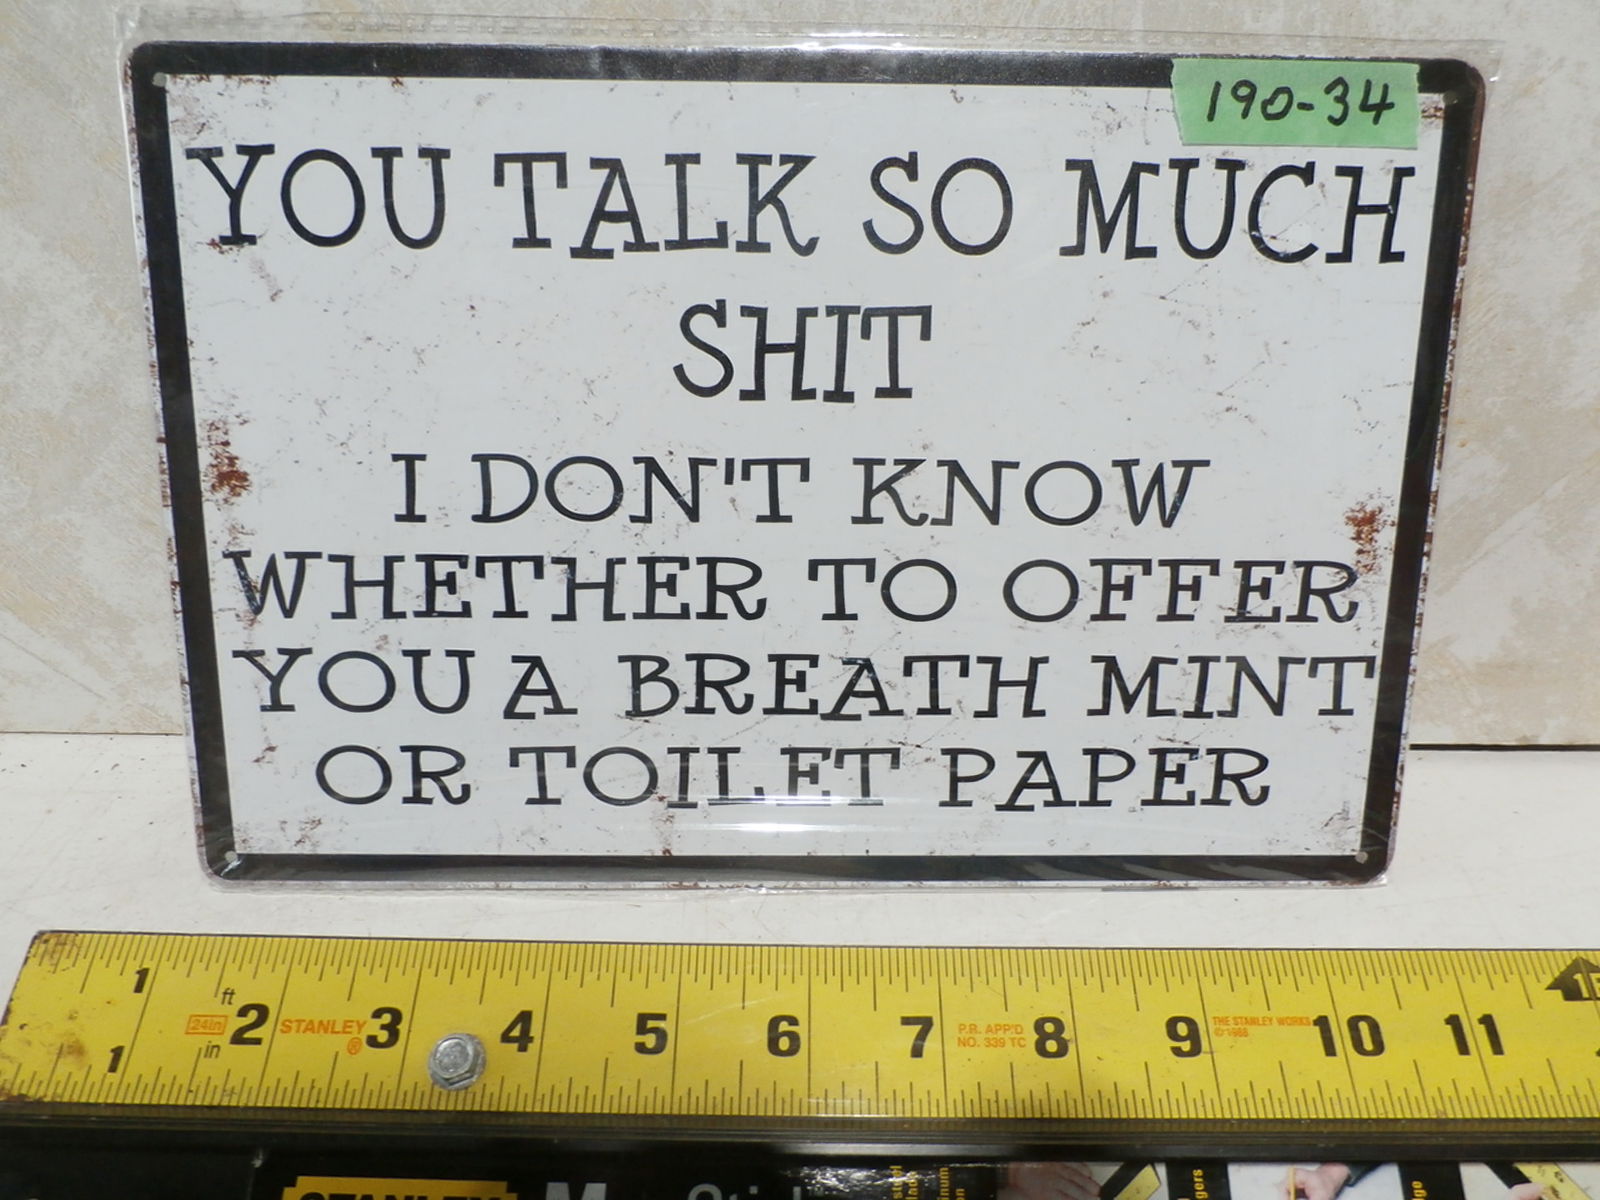 190-34
YOU TALK SO MUCH
SHIT
I DON'T KNOW
WHETHER TO OFFER
YOU A BREATH MINT
OR TOILET PAPER
1 ft 2 3 4 5 6 7 8 9 10 11
24in STANLEY® P.R. APP'D THE STANLEY WORKS
in NO. 339 TC ©1988
1
STANLEY